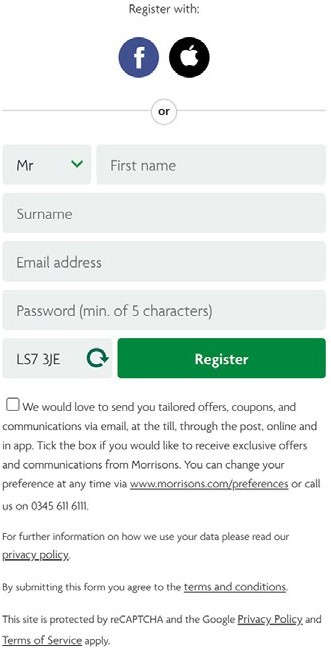 Register with:
f
or
Mr
First name
Surname
Email address
Password (min. of 5 characters)
LS7 3JE
Register
We would love to send you tailored offers, coupons, and
communications via email, at the till, through the post, online and
in app. Tick the box if you would like to receive exclusive offers
and communications from Morrisons. You can change your
preference at any time via www.morrisons.com/preferences or call
us on 0345 611 6111.
For further information on how we use your data please read our
privacy policy.
By submitting this form you agree to the terms and conditions.
This site is protected by reCAPTCHA and the Google Privacy Policy and
Terms of Service apply.